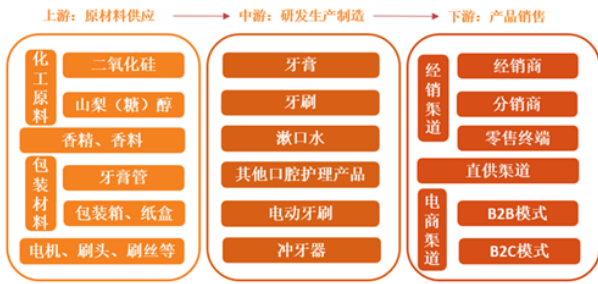 上游：原材料供应
中游：研发生产制造
下游：产品销售
化工原料
二氧化硅
山梨（糖）醇
香精、香料
包装材料
牙膏管
包装箱、纸盒
电机、刷头、刷丝等
牙膏
牙刷
漱口水
其他口腔护理产品
电动牙刷
冲牙器
经销渠道
经销商
分销商
零售终端
直供渠道
电商渠道
B2B模式
B2C模式